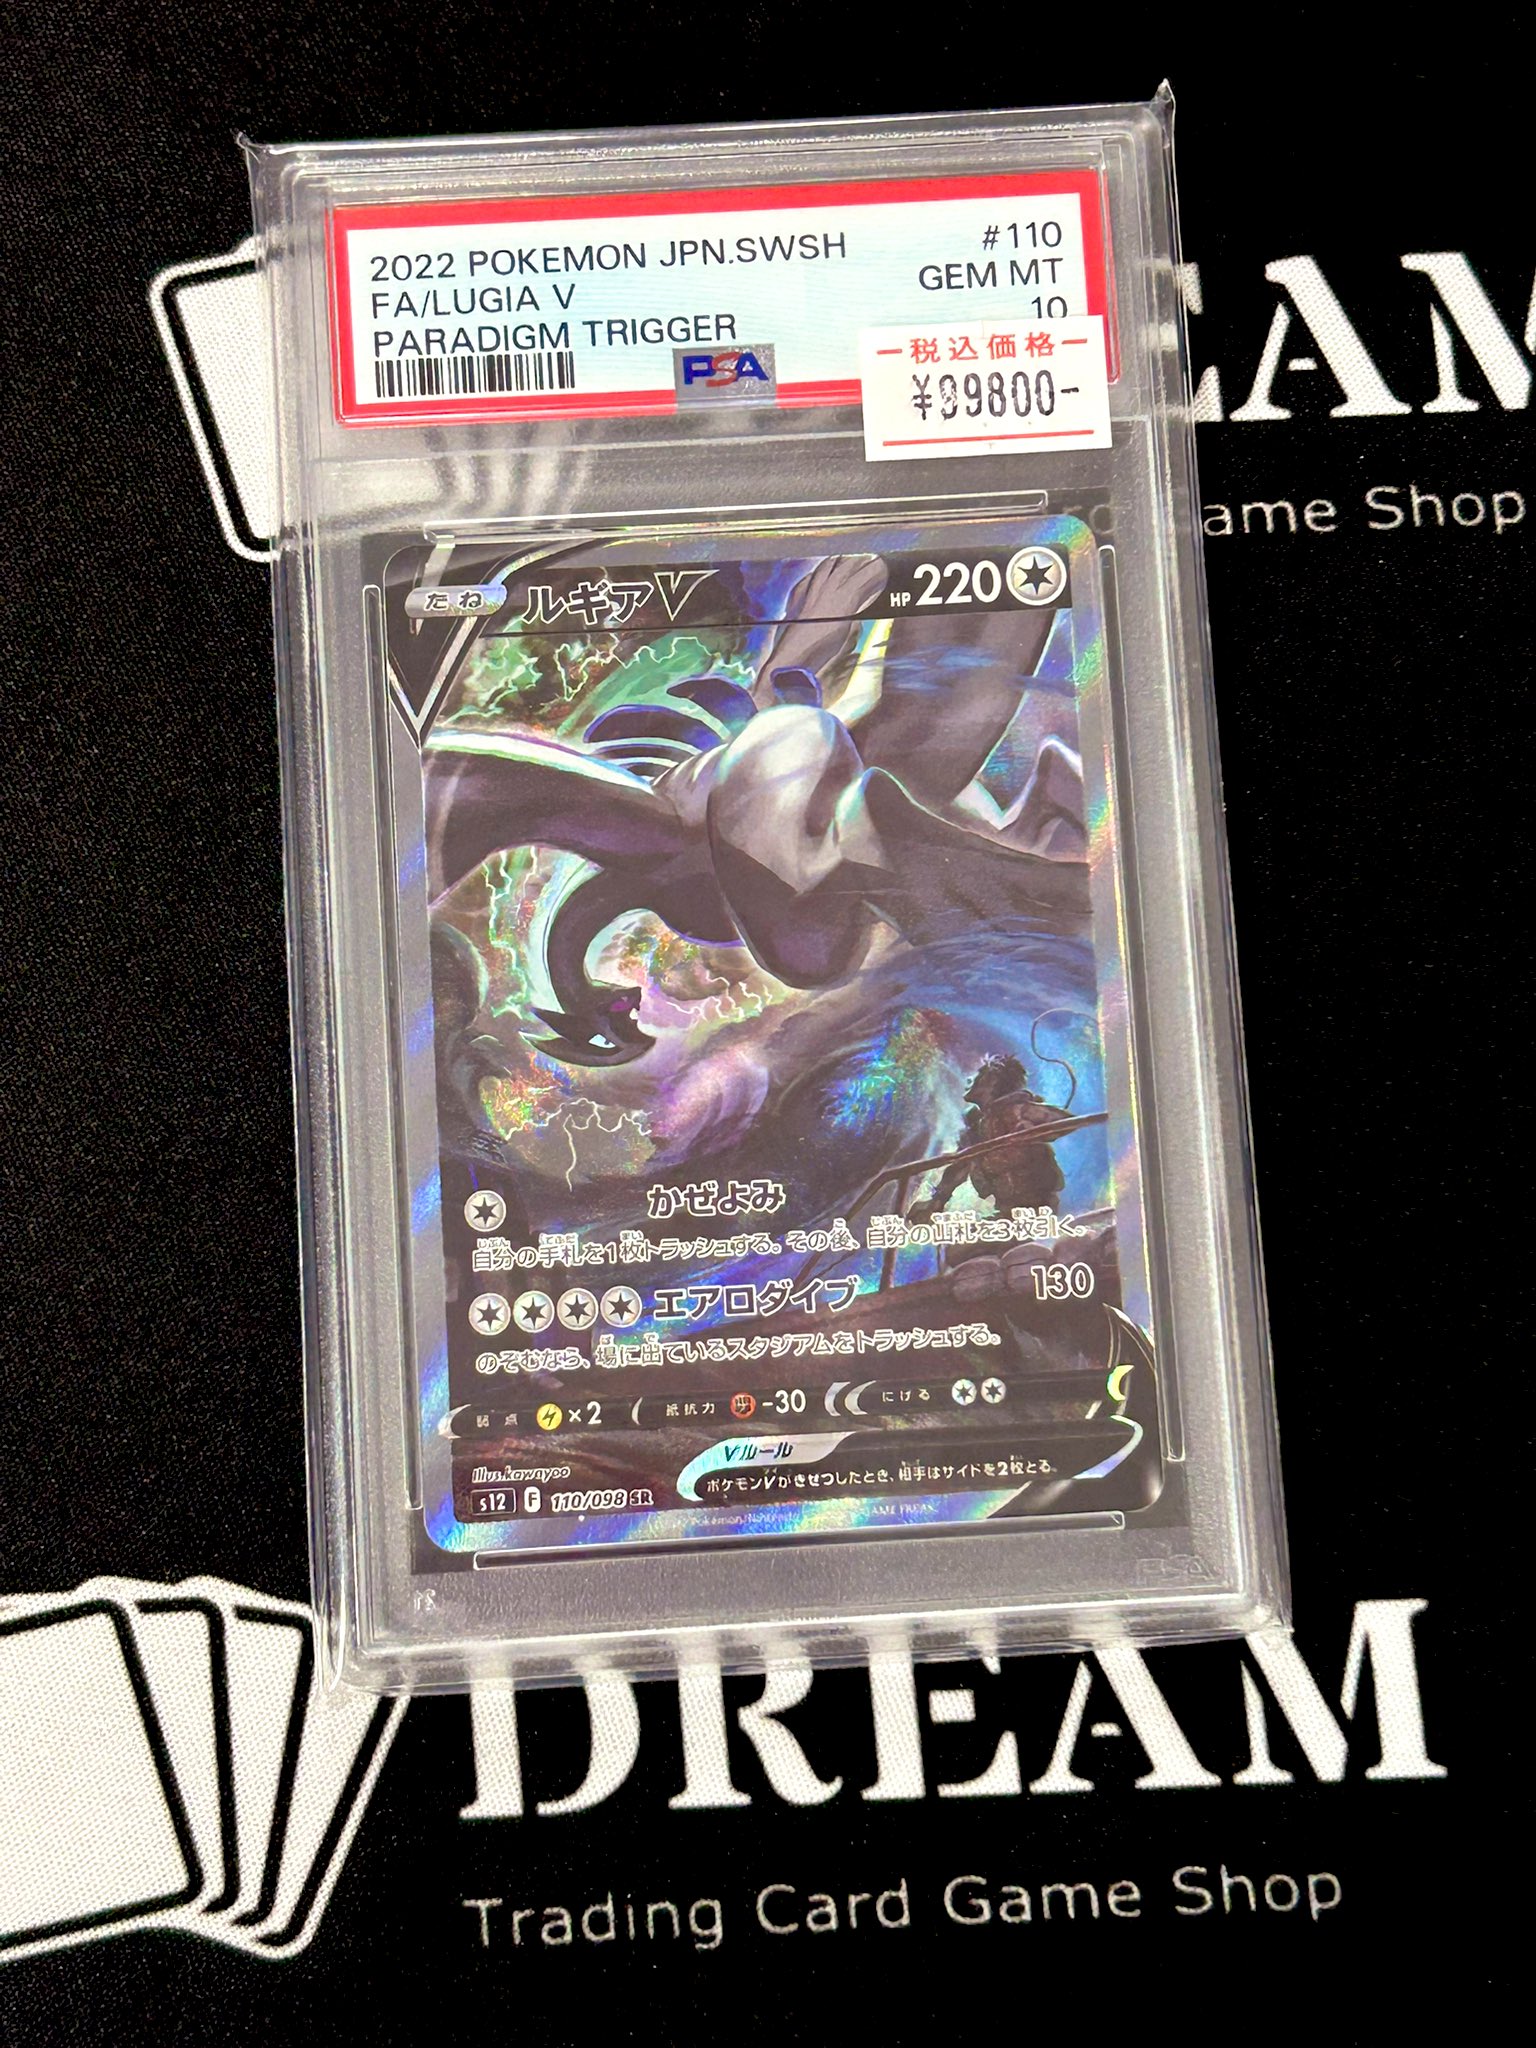 2022 POKEMON JPN.SWSH #110
FA/LUGIA V GEM MT
PARADIGM TRIGGER 10
PSA
税込価格
¥99800-
EAM
ame Shop
たね ルギアV HP 220
かぜよみ
自分の手札を1枚トラッシュする。その後、自分の山札を3枚引く。
エアロダイブ 130
のぞむなら、場に出ているスタジアムをトラッシュする。
弱点 ×2 抵抗力 -30 にげる
Vルール
ポケモンVがきぜつしたとき、相手はサイドを2枚とる。
Illus.kawayoo
s12 F 110/098 SR
PSA
DREAM
Trading Card Game Shop